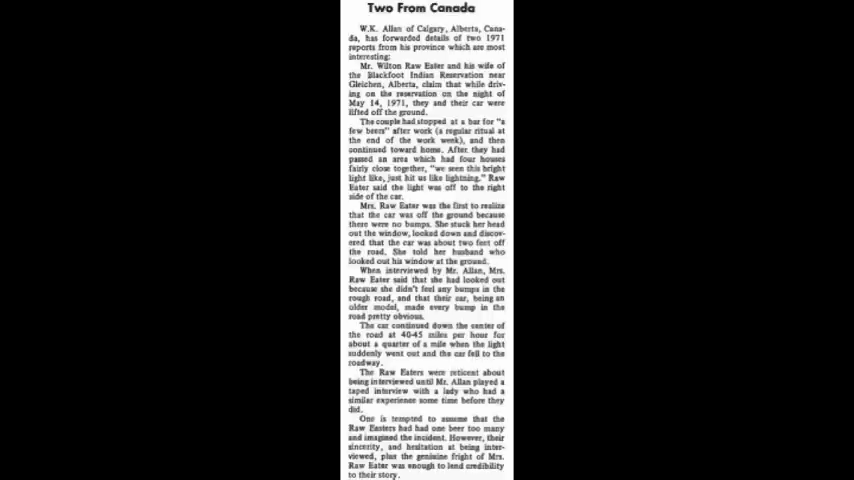 Two From Canada
W.K. Allan of Calgary, Alberta, Cana-
da, has forwarded details of two 1971
reports from his province which are most
interesting:
Mr. Wilton Raw Eater and his wife of
the Blackfoot Indian Reservation near
Gleichen, Alberta, claim that while driv-
ing on the reservation on the night of
May 14, 1971, they and their car were
lifted off the ground.
The couple had stopped at a bar for "a
few beers" after work (a regular ritual at
the end of the work week), and then
continued toward home. After they had
passed an area which had four houses
fairly close together, "we seen this bright
light like, just hit us like lightning." Raw
Eater said the light was off to the right
side of the car.
Mrs. Raw Eater was the first to realize
that the car was off the ground because
there were no bumps. She stuck her head
out the window, looked down and discov-
ered that the car was about two feet off
the road. She told her husband who
looked out his window at the ground.
When interviewed by Mr. Allan, Mrs.
Raw Eater said that she had looked out
because she didn't feel any bumps in the
rough road, and that their car, being an
older model, made every bump in the
road pretty obvious.
The car continued down the center of
the road at 40-45 miles per hour for
about a quarter of a mile when the light
suddenly went out and the car fell to the
roadway.
The Raw Eaters were reticent about
being interviewed until Mr. Allan played a
taped interview with a lady who had a
similar experience some time before they
did.
One is tempted to assume that the
Raw Easters had had one beer too many
and imagined the incident. However, their
sincerity, and hesitation at being inter-
viewed, plus the genuine fright of Mrs.
Raw Eater was enough to lend credibility
to their story.